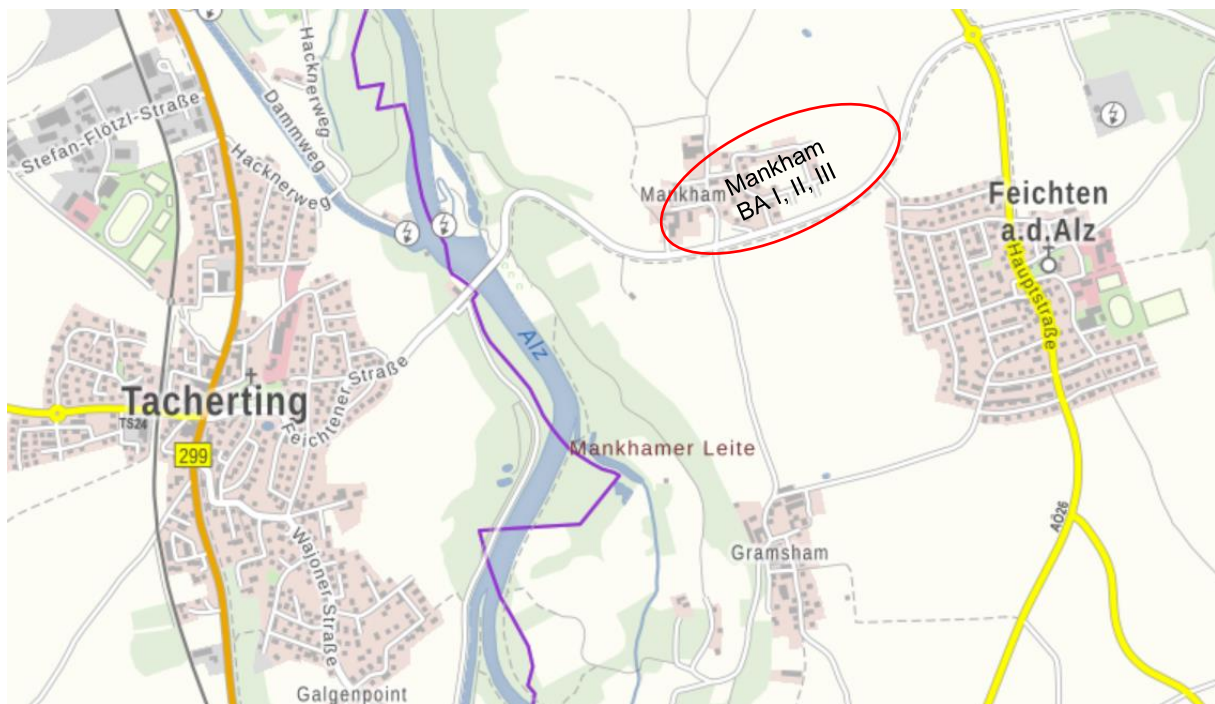 Hacknerweg
Stefan-Flötzl-Straße
Dammweg
Hacknerweg
Mankham
Mankham
BA I, II, III
Feichten
a.d.Alz
Hauptstraße
Alz
Feichtener Straße
Tacherting
TS24
299
Mankhamer Leite
AÖ26
Gramsham
Wajoner Straße
Galgenpoint